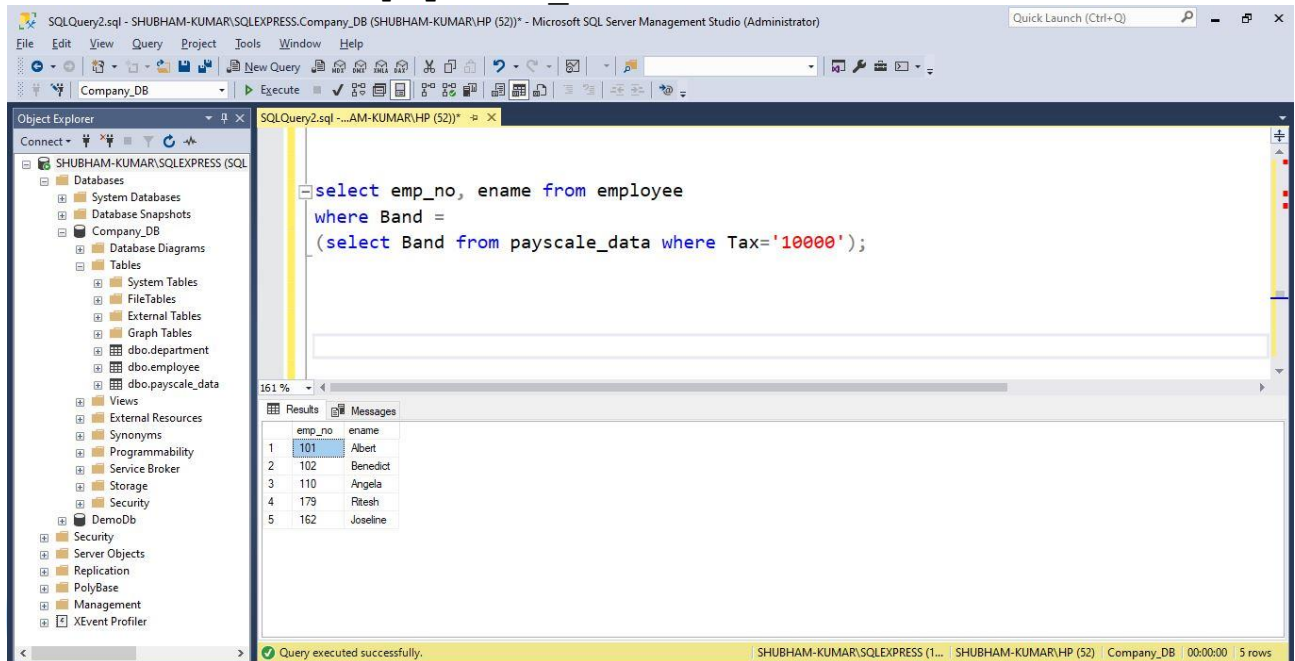 SQLQuery2.sql - SHUBHAM-KUMAR\SQLEXPRESS.Company_DB (SHUBHAM-KUMAR\HP (52))* - Microsoft SQL Server Management Studio (Administrator)
Quick Launch (Ctrl+Q)
File Edit View Query Project Tools Window Help
New Query MDX DMX XMLA DAX
Company_DB
Execute
Object Explorer
SQLQuery2.sql -...AM-KUMAR\HP (52))*
Connect
SHUBHAM-KUMAR\SQLEXPRESS (SQL
Databases
System Databases
Database Snapshots
Company_DB
Database Diagrams
Tables
System Tables
FileTables
External Tables
Graph Tables
dbo.department
dbo.employee
dbo.payscale_data
Views
External Resources
Synonyms
Programmability
Service Broker
Storage
Security
DemoDb
Security
Server Objects
Replication
PolyBase
Management
XEvent Profiler
select emp_no, ename from employee
where Band =
(select Band from payscale_data where Tax='10000');
161 %
Results Messages
emp_no ename
1 101 Albert
2 102 Benedict
3 110 Angela
4 179 Ritesh
5 162 Joseline
Query executed successfully.
SHUBHAM-KUMAR\SQLEXPRESS (1... SHUBHAM-KUMAR\HP (52) Company_DB 00:00:00 5 rows